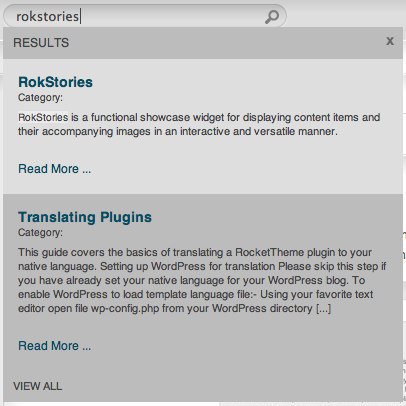 rokstories
RESULTS x
RokStories
Category:
RokStories is a functional showcase widget for displaying content items and
their accompanying images in an interactive and versatile manner.
Read More ...
Translating Plugins
Category:
This guide covers the basics of translating a RocketTheme plugin to your
native language. Setting up WordPress for translation Please skip this step if
you have already set your native language for your WordPress blog. To
enable WordPress to load template language file:- Using your favorite text
editor open file wp-config.php from your WordPress directory [...]
Read More ...
VIEW ALL